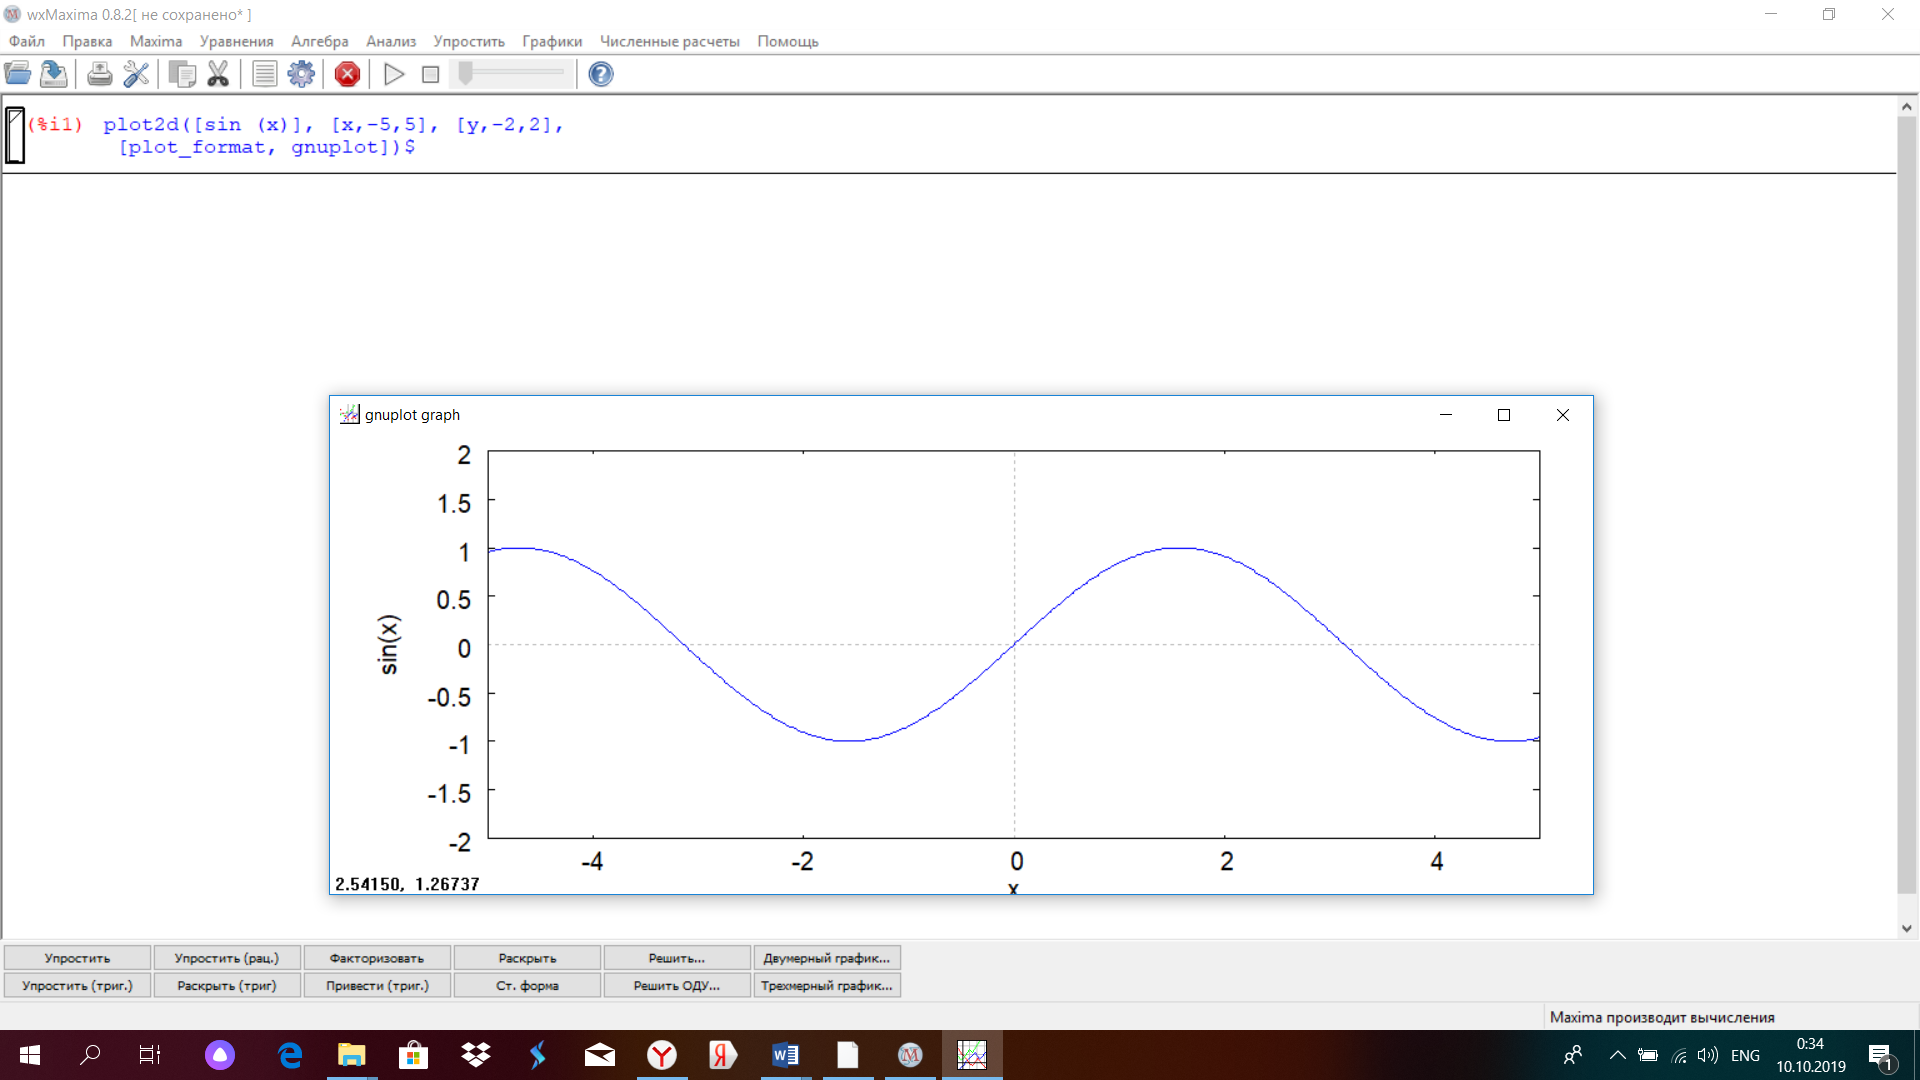 wxMaxima 0.8.2[ не сохранено* ]
Файл Правка Maxima Уравнения Алгебра Анализ Упростить Графики Численные расчеты Помощь
(%i1) plot2d([sin (x)], [x,-5,5], [y,-2,2],
[plot_format, gnuplot])$
gnuplot graph
2
1.5
1
0.5
0
-0.5
-1
-1.5
-2
sin(x)
-4 -2 0 2 4
x
2.54150, 1.26737
Упростить Упростить (рац.) Факторизовать Раскрыть Решить... Двумерный график...
Упростить (триг.) Раскрыть (триг) Привести (триг.) Ст. форма Решить ОДУ... Трехмерный график...
Maxima производит вычисления
ENG
0:34
10.10.2019
1